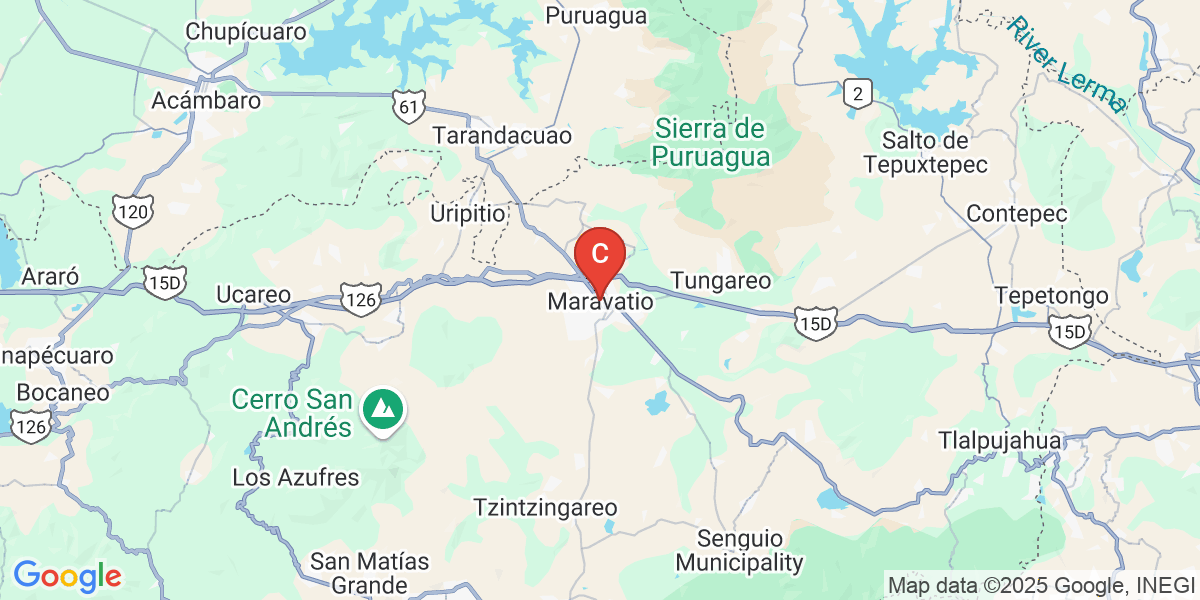 Puruagua
Chupícuaro
River Lerma
Acámbaro
61
2
Tarandacuao
Sierra de
Puruagua
Salto de
Tepuxtepec
120
Uripitio
Contepec
C
Araró
15D
Ucareo
126
Tungareo
Maravatio
Tepetongo
15D
15D
napécuaro
Bocaneo
Cerro San
Andrés
126
Tlalpujahua
Los Azufres
Tzintzingareo
Senguio
Municipality
San Matías
Grande
Google
Map data ©2025 Google, INEGI